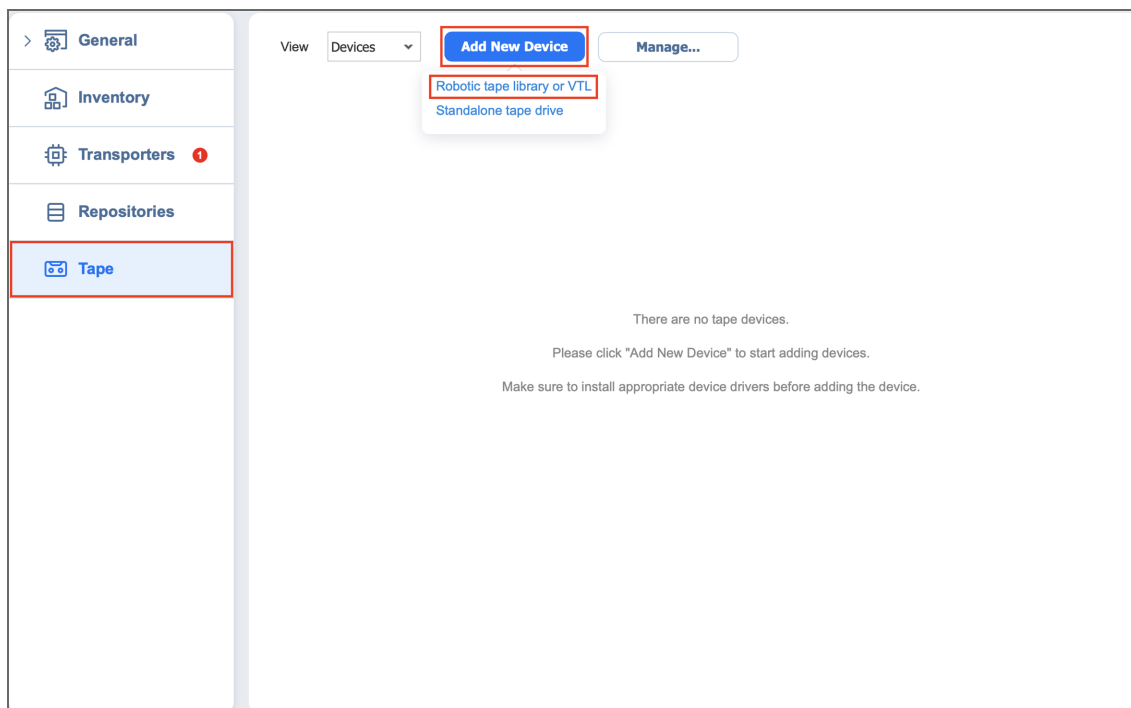 General
Inventory
Transporters 1
Repositories
Tape
View Devices Add New Device Manage...
Robotic tape library or VTL
Standalone tape drive
There are no tape devices.
Please click "Add New Device" to start adding devices.
Make sure to install appropriate device drivers before adding the device.